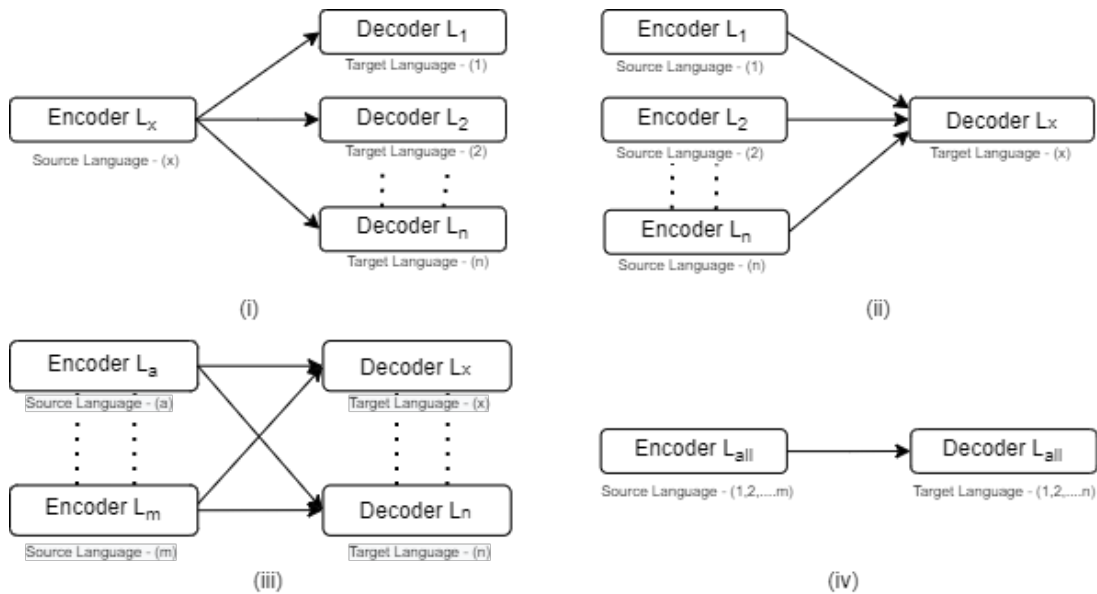 Encoder Lₓ
Source Language - (x)
Decoder L₁
Target Language - (1)
Decoder L₂
Target Language - (2)
Decoder Lₙ
Target Language - (n)
(i)
Encoder L₁
Source Language - (1)
Encoder L₂
Source Language - (2)
Encoder Lₙ
Source Language - (n)
Decoder Lx
Target Language - (x)
(ii)
Encoder Lₐ
Source Language - (a)
Encoder Lₘ
Source Language - (m)
Decoder Lx
Target Language - (x)
Decoder Ln
Target Language - (n)
(iii)
Encoder Lall
Source Language - (1,2,....m)
Decoder Lall
Target Language - (1,2,....n)
(iv)